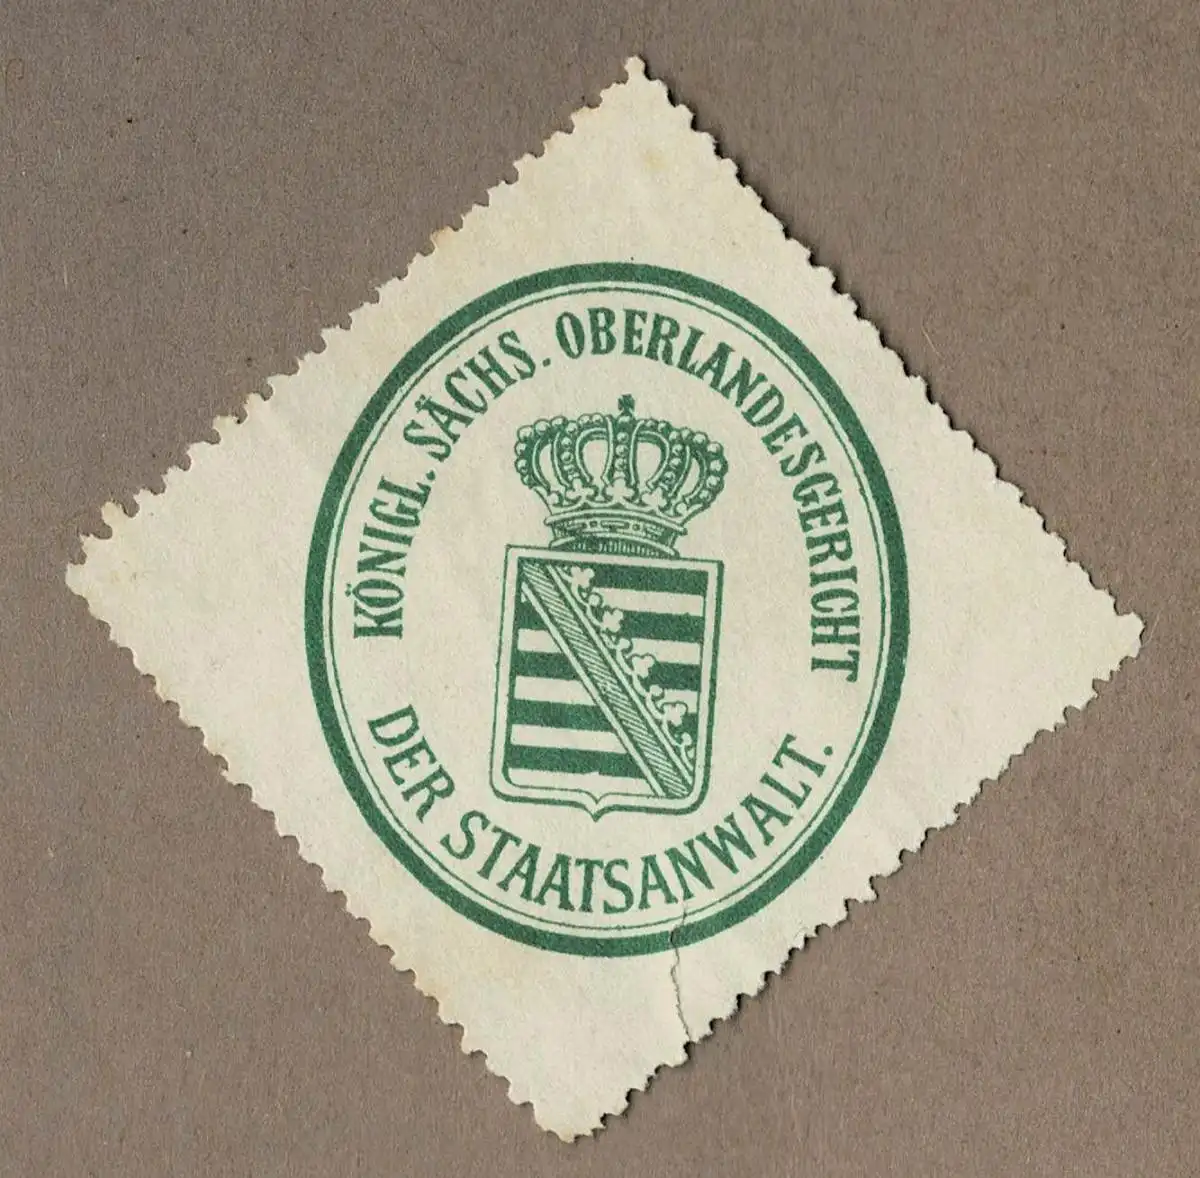 KÖNIGL. SÄCHS. OBERLANDESGERICHT
DER STAATSANWALT.